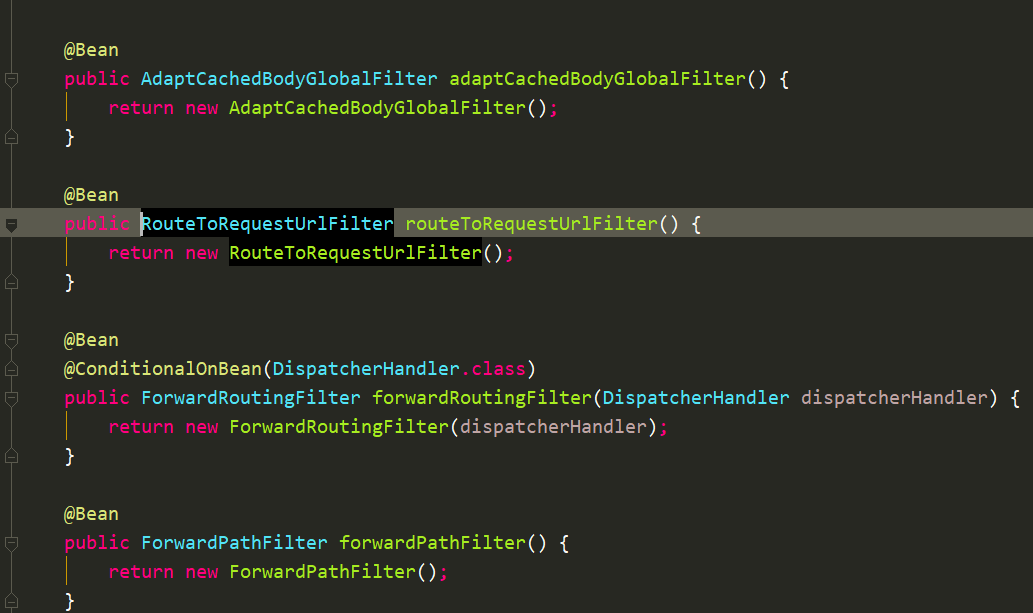 @Bean
public AdaptCachedBodyGlobalFilter adaptCachedBodyGlobalFilter() {
return new AdaptCachedBodyGlobalFilter();
}
@Bean
public RouteToRequestUrlFilter routeToRequestUrlFilter() {
return new RouteToRequestUrlFilter();
}
@Bean
@ConditionalOnBean(DispatcherHandler.class)
public ForwardRoutingFilter forwardRoutingFilter(DispatcherHandler dispatcherHandler) {
return new ForwardRoutingFilter(dispatcherHandler);
}
@Bean
public ForwardPathFilter forwardPathFilter() {
return new ForwardPathFilter();
}